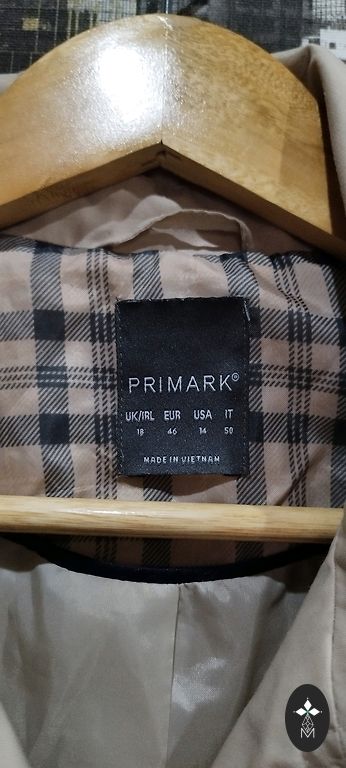 PRIMARK®
UK/IRL EUR USA IT
18 46 14 50
MADE IN VIETNAM
M